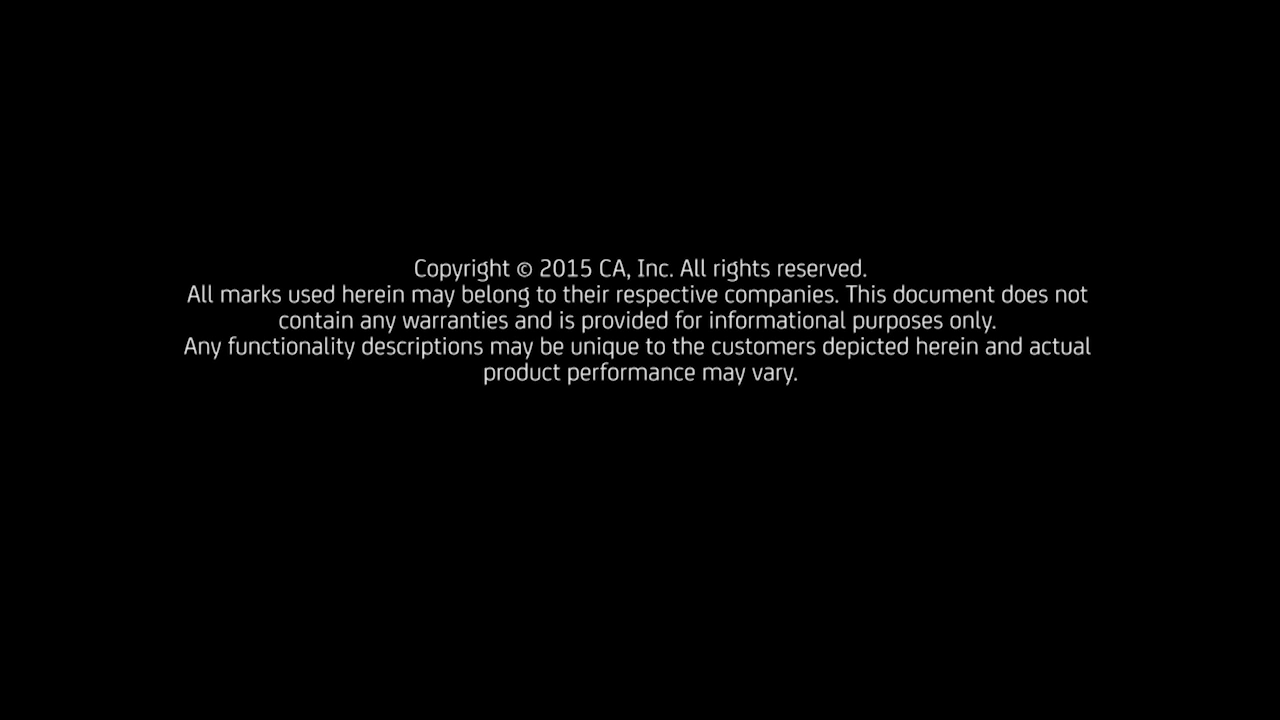 Copyright © 2015 CA, Inc. All rights reserved.
All marks used herein may belong to their respective companies. This document does not
contain any warranties and is provided for informational purposes only.
Any functionality descriptions may be unique to the customers depicted herein and actual
product performance may vary.